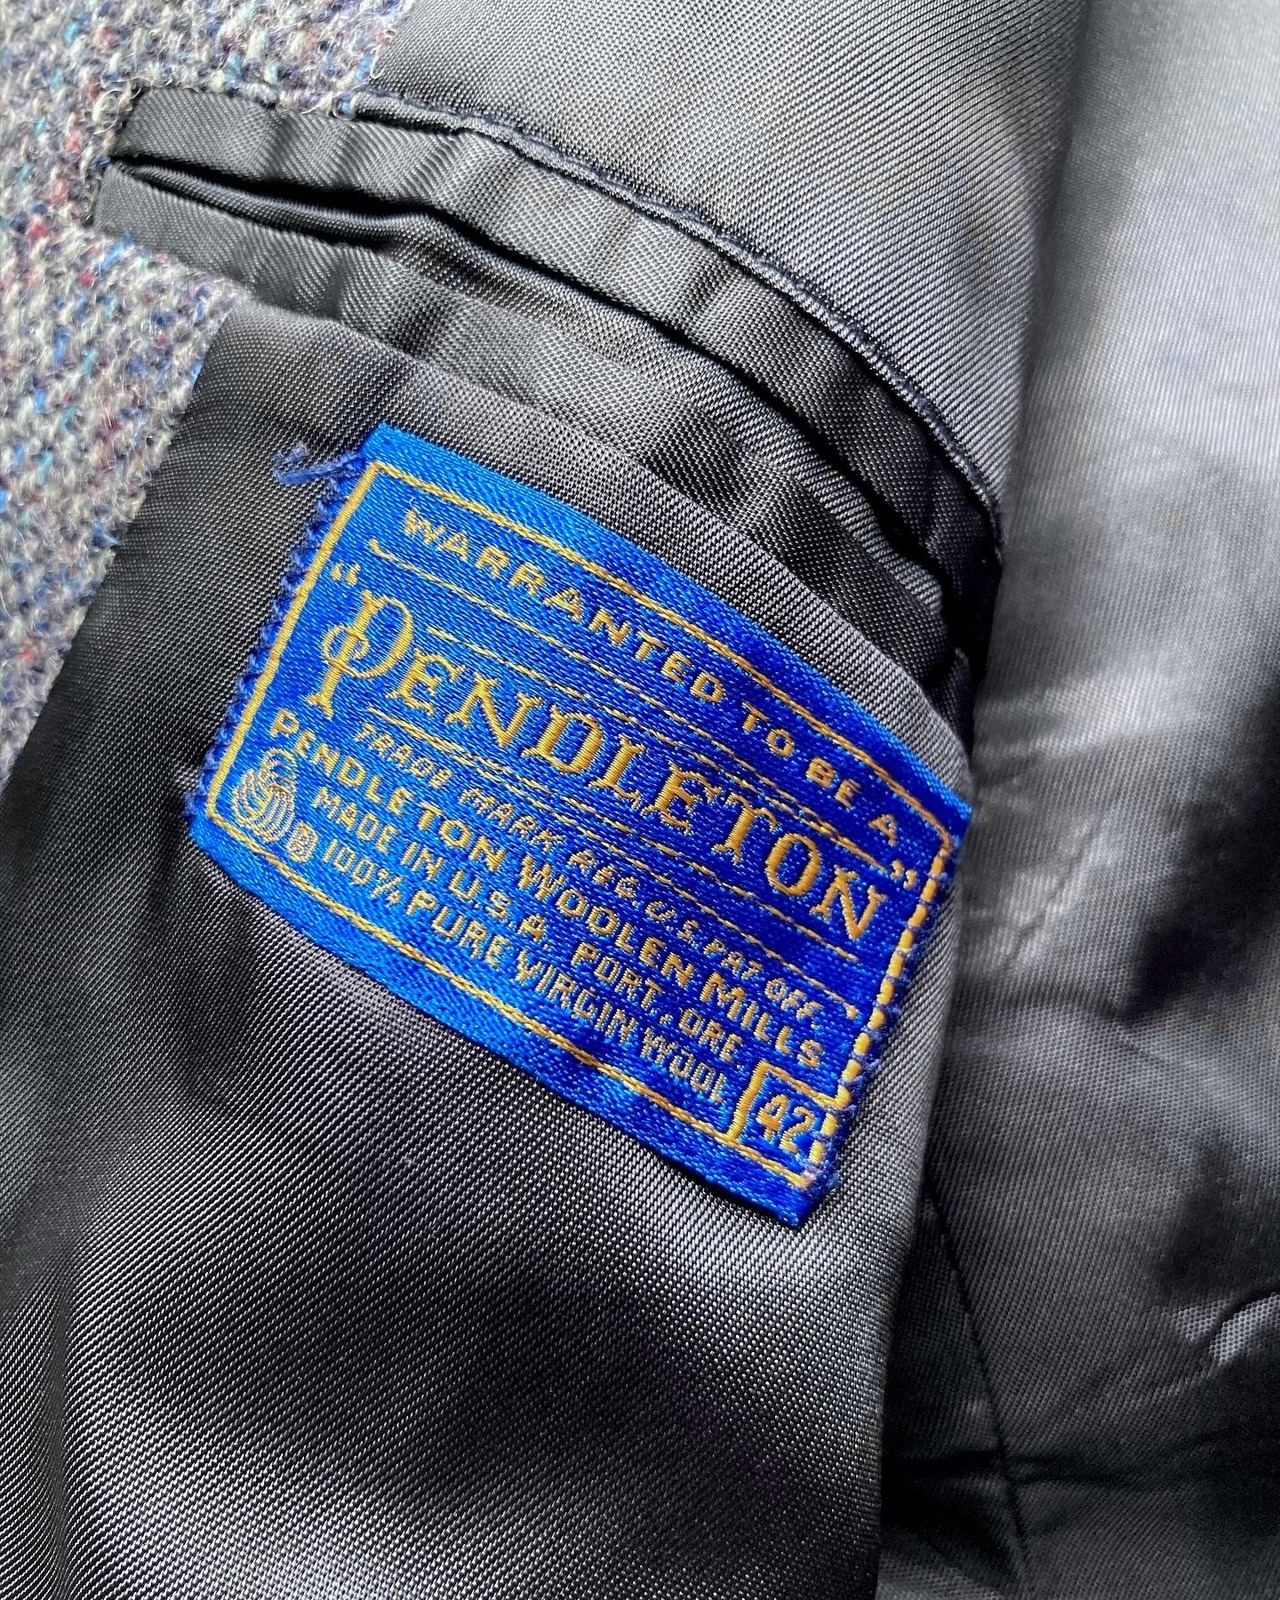 WARRANTED TO BE A
"PENDLETON"
TRADE MARK REG. U.S. PAT. OFF.
PENDLETON WOOLEN MILLS
MADE IN U.S.A. PORT., ORE.
B 100% PURE VIRGIN WOOL
42